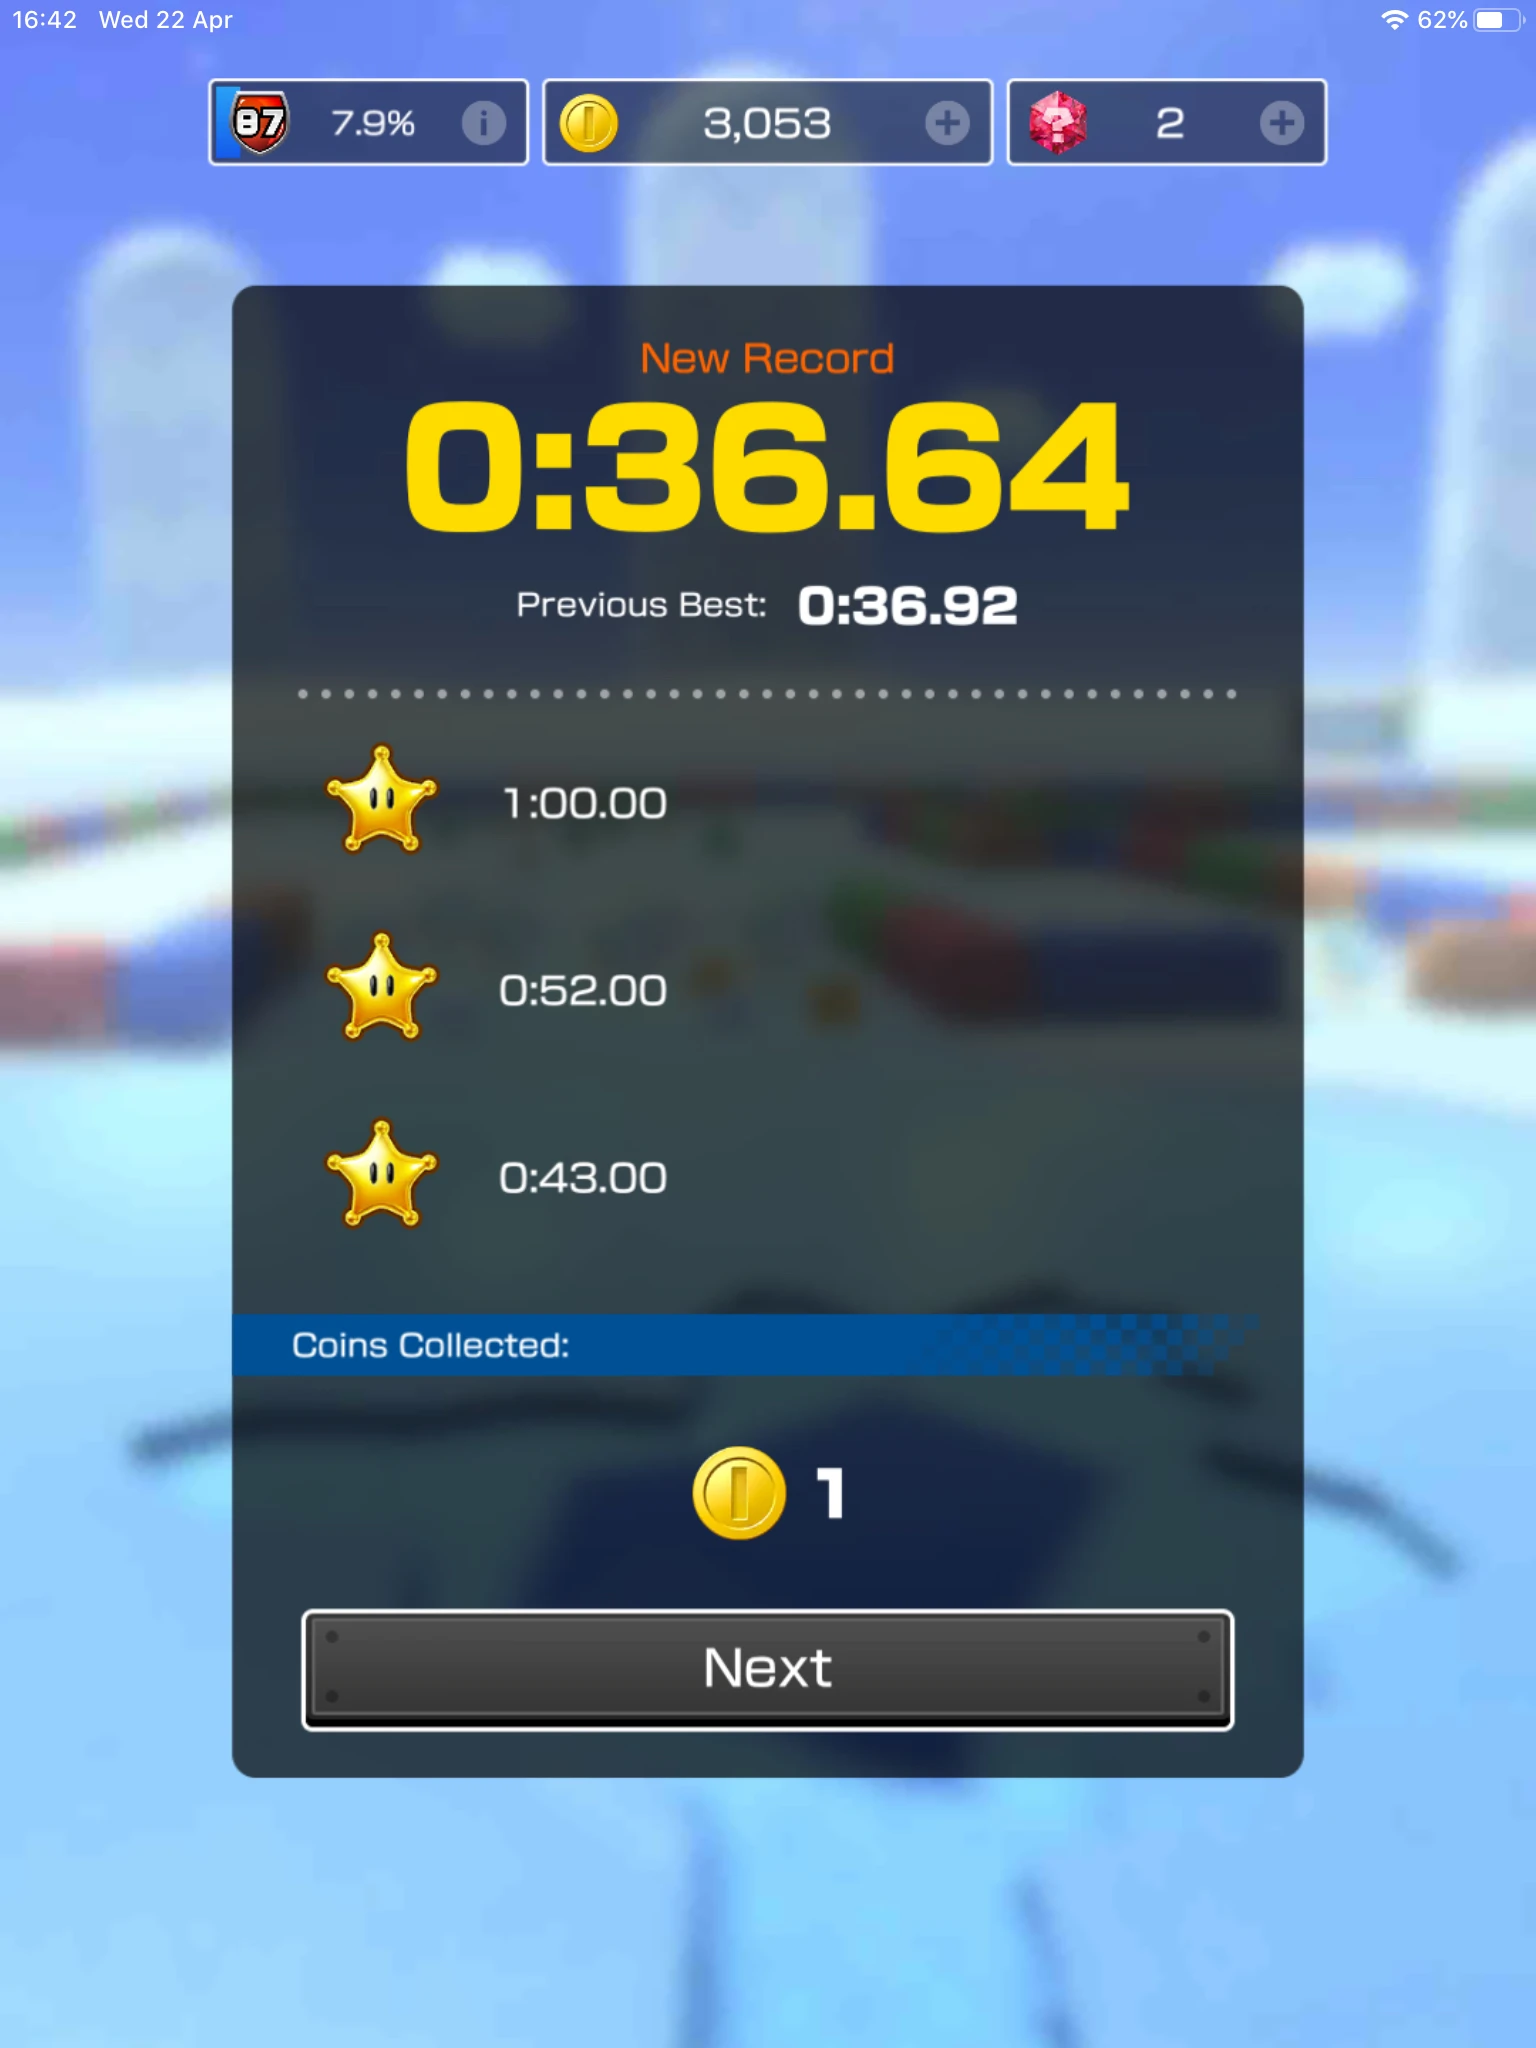 16:42 Wed 22 Apr 62%
87 7.9% i 3,053 + ? 2 +
New Record
0:36.64
Previous Best: 0:36.92
1:00.00
0:52.00
0:43.00
Coins Collected:
1
Next